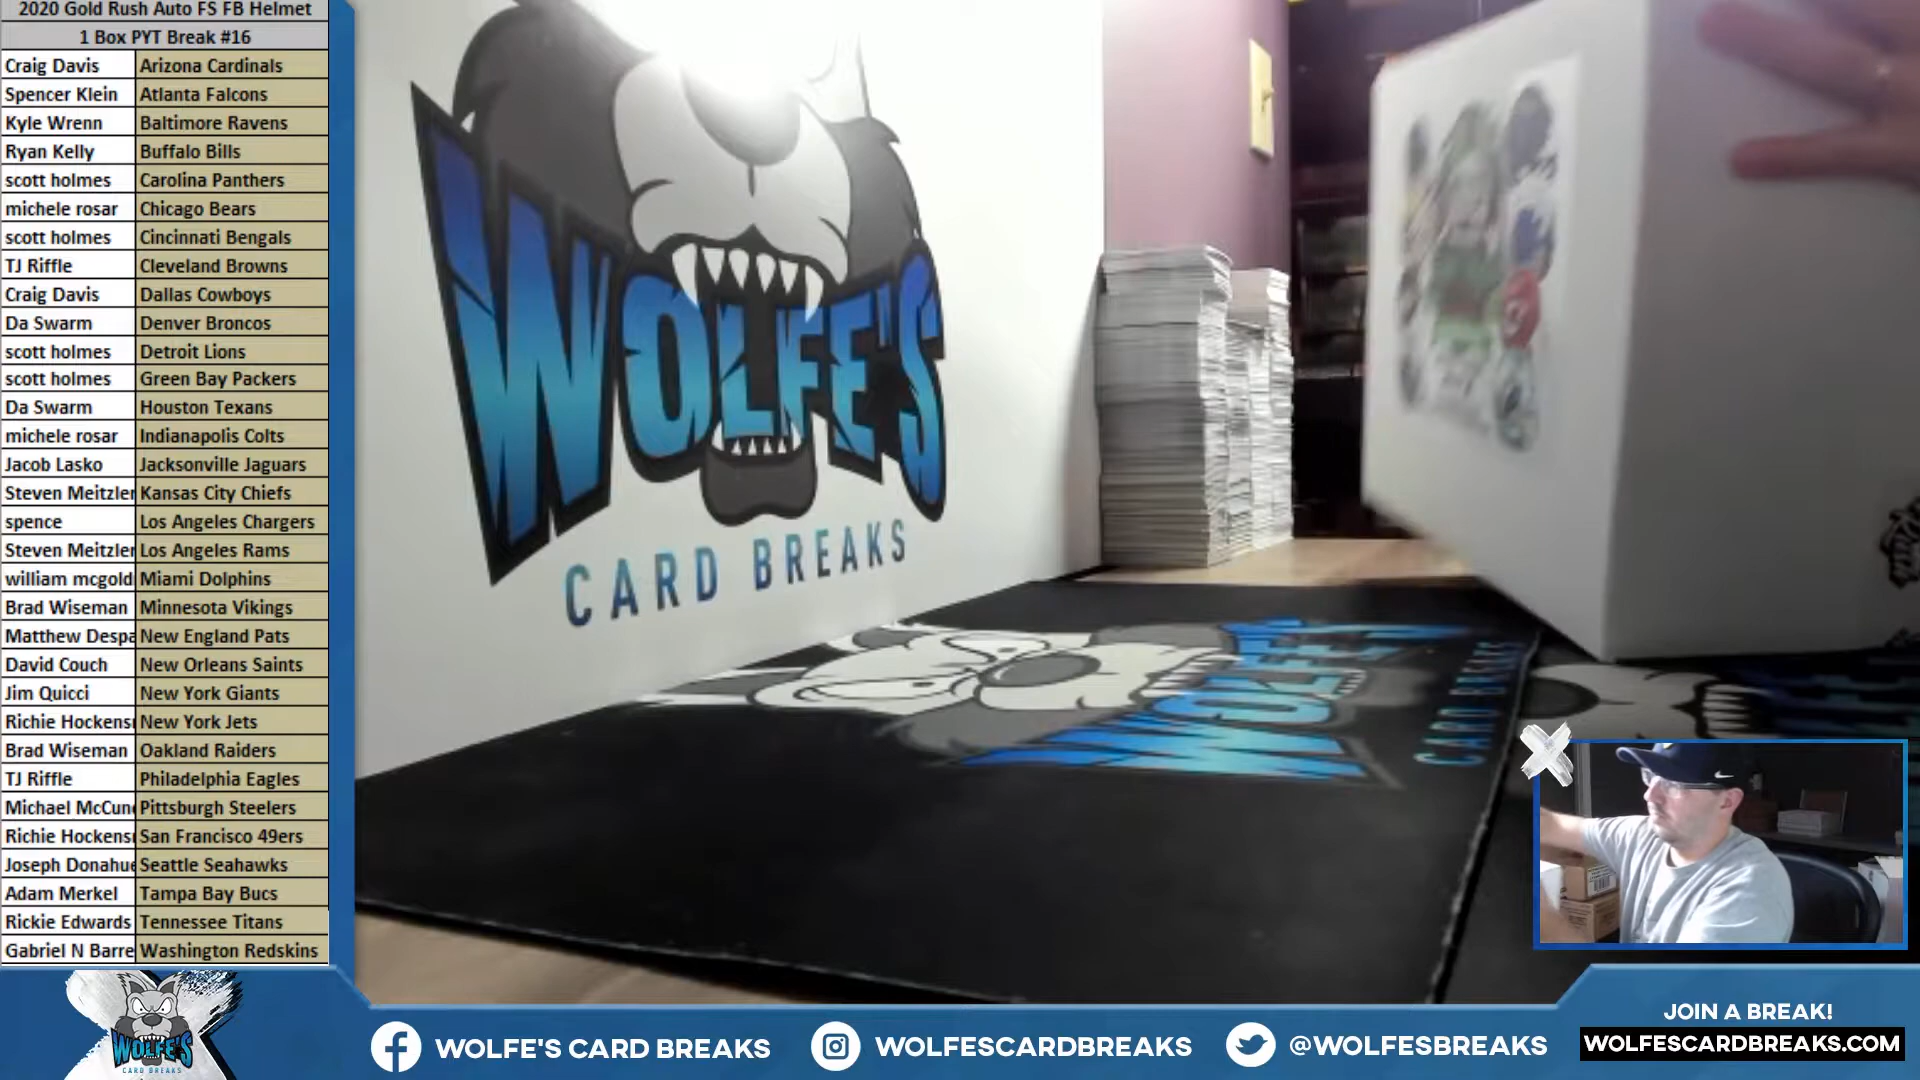 2020 Gold Rush Auto FS FB Helmet
1 Box PYT Break #16
Craig Davis Arizona Cardinals
Spencer Klein Atlanta Falcons
Kyle Wrenn Baltimore Ravens
Ryan Kelly Buffalo Bills
scott holmes Carolina Panthers
michele rosar Chicago Bears
scott holmes Cincinnati Bengals
TJ Riffle Cleveland Browns
Craig Davis Dallas Cowboys
Da Swarm Denver Broncos
scott holmes Detroit Lions
scott holmes Green Bay Packers
Da Swarm Houston Texans
michele rosar Indianapolis Colts
Jacob Lasko Jacksonville Jaguars
Steven Meitzler Kansas City Chiefs
spence Los Angeles Chargers
Steven Meitzler Los Angeles Rams
william mcgold Miami Dolphins
Brad Wiseman Minnesota Vikings
Matthew Despa New England Pats
David Couch New Orleans Saints
Jim Quicci New York Giants
Richie Hockens New York Jets
Brad Wiseman Oakland Raiders
TJ Riffle Philadelphia Eagles
Michael McCun Pittsburgh Steelers
Richie Hockens San Francisco 49ers
Joseph Donahue Seattle Seahawks
Adam Merkel Tampa Bay Bucs
Rickie Edwards Tennessee Titans
Gabriel N Barre Washington Redskins
WOLFE'S
CARD BREAKS
WOLFE'S
CARD BREAKS
WOLFE'S
CARD BREAKS
WOLFE'S CARD BREAKS
WOLFESCARDBREAKS
@WOLFESBREAKS
JOIN A BREAK!
WOLFESCARDBREAKS.COM